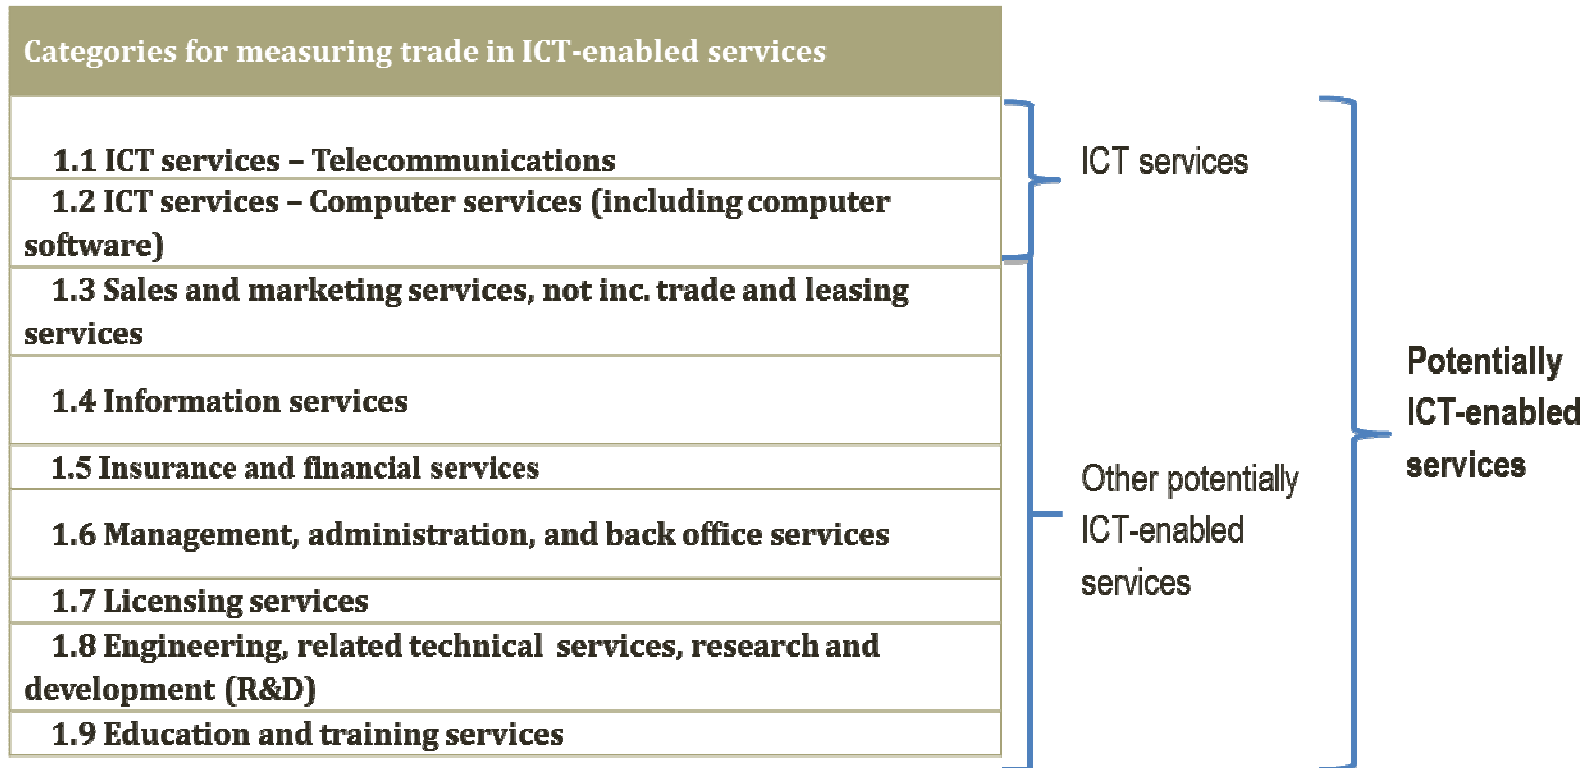 Categories for measuring trade in ICT-enabled services
1.1 ICT services – Telecommunications
1.2 ICT services – Computer services (including computer
software)
1.3 Sales and marketing services, not inc. trade and leasing
services
1.4 Information services
1.5 Insurance and financial services
1.6 Management, administration, and back office services
1.7 Licensing services
1.8 Engineering, related technical services, research and
development (R&D)
1.9 Education and training services
ICT services
Other potentially
ICT-enabled
services
Potentially
ICT-enabled
services